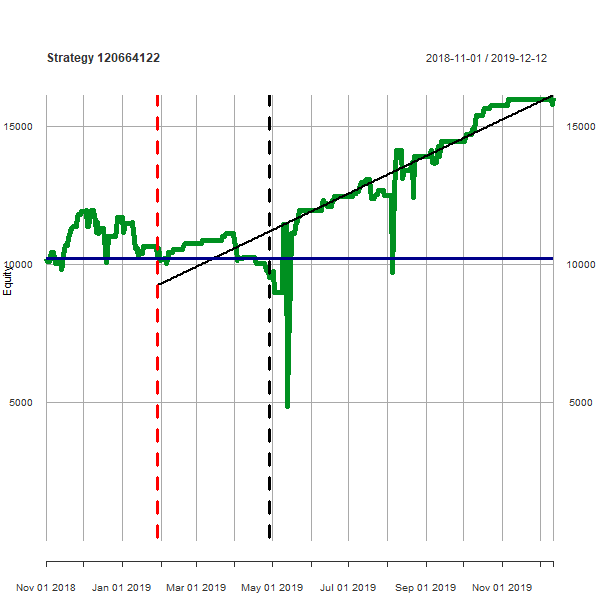 Strategy 120664122
2018-11-01 / 2019-12-12
15000
15000
10000
10000
5000
5000
Equity
Nov 01 2018
Jan 01 2019
Mar 01 2019
May 01 2019
Jul 01 2019
Sep 01 2019
Nov 01 2019